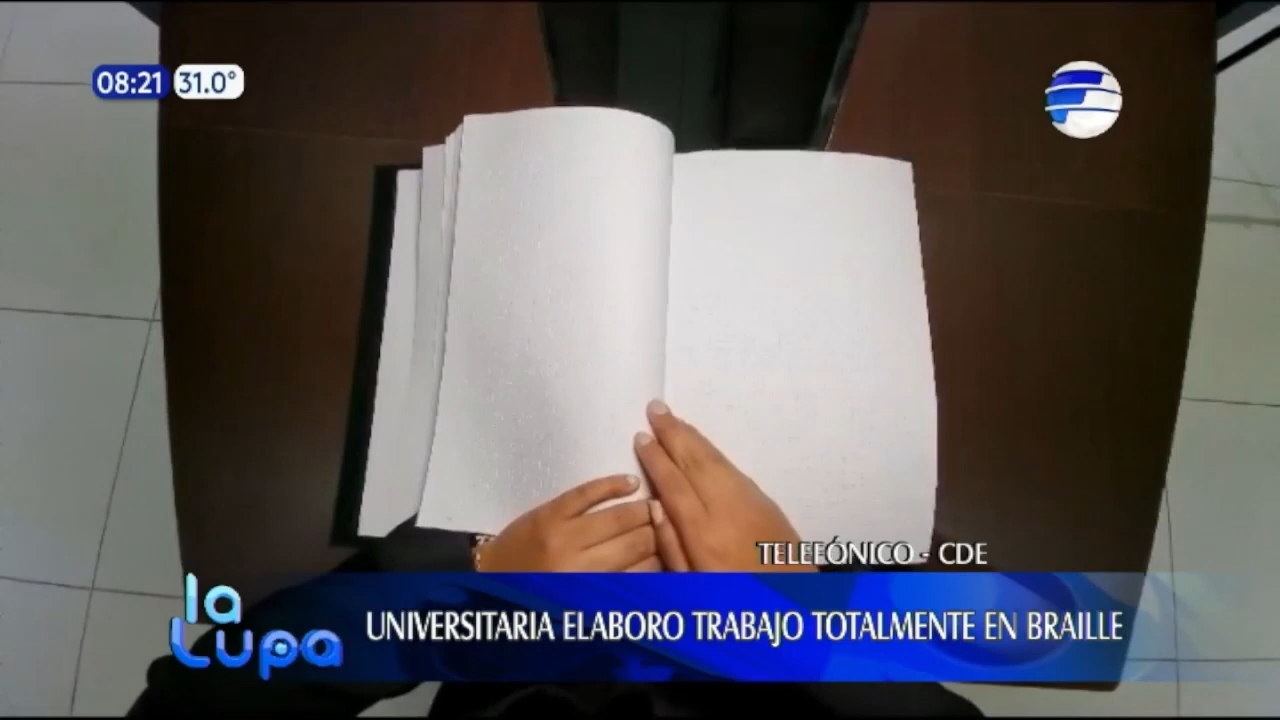 08:21 31.0°
TELEFÓNICO - CDE
la
Lupa
UNIVERSITARIA ELABORO TRABAJO TOTALMENTE EN BRAILLE